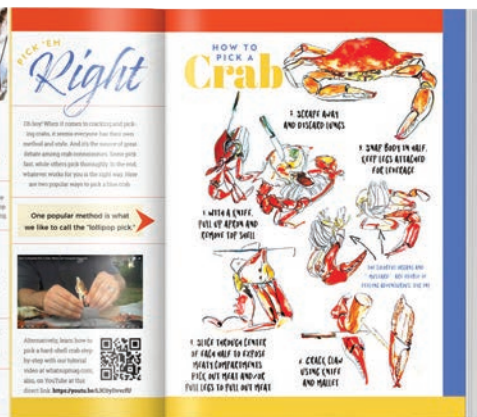 PICK 'EM
Right
Oh boy! When it comes to cracking and pick-
ing crabs, it seems everyone has their own
method and style. And it's the source of great
debate among crab connoisseurs. Some pick
fast, while others pick thoroughly. In the end,
whatever works for you is the right way. Here
are two popular ways to pick a blue crab.
One popular method is what
we like to call the "lollipop pick."
Alternatively, learn how to
pick a hard-shell crab step
by step with our tutorial
video at whatsupmag.com,
also, on YouTube at this
direct link:
HOW TO
PICK A
Crab
1. WITH A KNIFE,
PULL UP APRON AND
REMOVE TOP SHELL
2. SCRAPE AWAY
AND DISCARD LUNGS
3. SNAP BODY IN HALF,
KEEP LEGS ATTACHED
FOR LEVERAGE
"MUSTARD"
SLICE THROUGH CENTER
OF EACH HALF TO EXPOSE
MEATY COMPARTMENTS
PICK OUT MEAT AND/OR
PULL LEGS TO PULL OUT MEAT
CRACK CLAW
USING KNIFE
AND MALLET